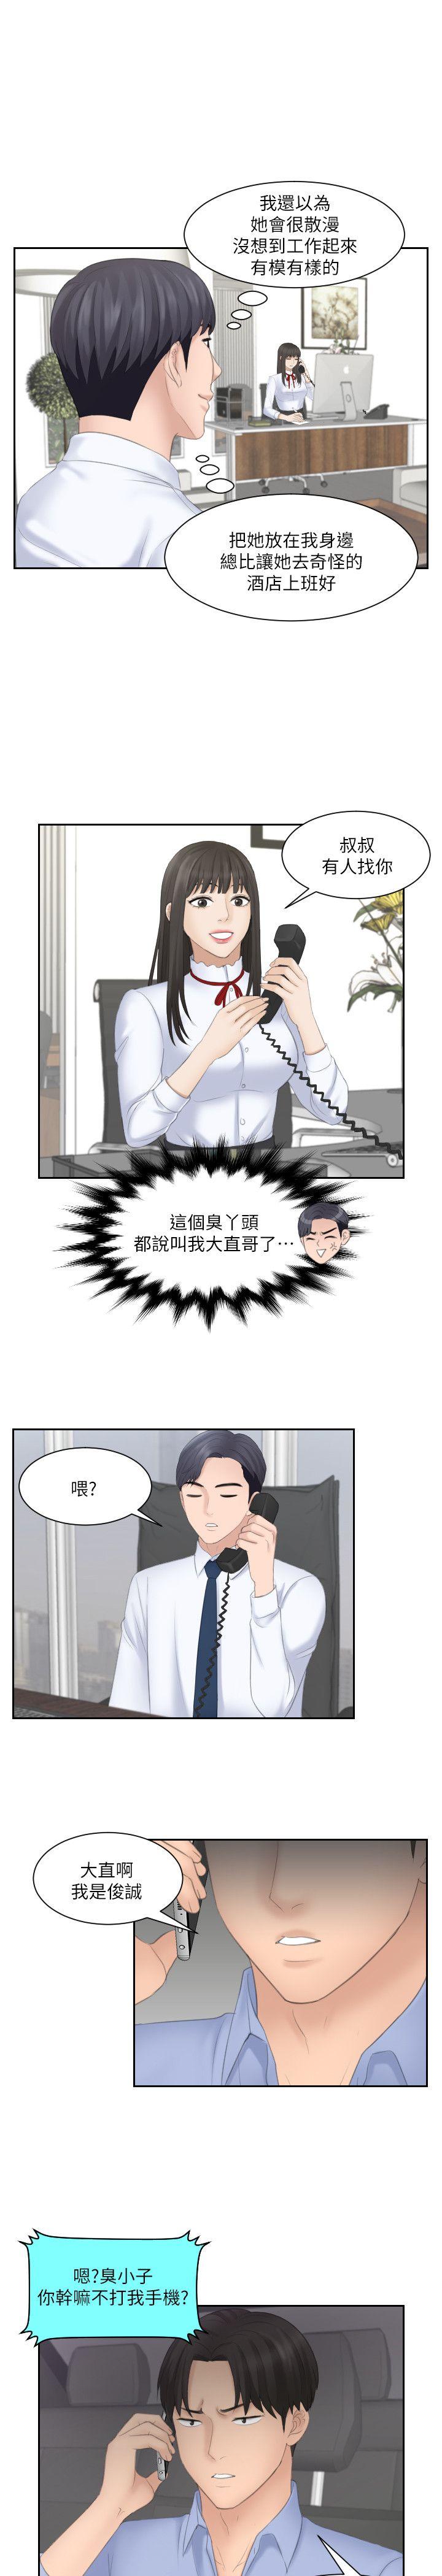 我還以為
她會很散漫
沒想到工作起來
有模有樣的
把她放在我身邊
總比讓她去奇怪的
酒店上班好
叔叔
有人找你
這個臭丫頭
都說叫我大直哥了…
喂?
大直啊
我是俊誠
嗯?臭小子
你幹嘛不打我手機?